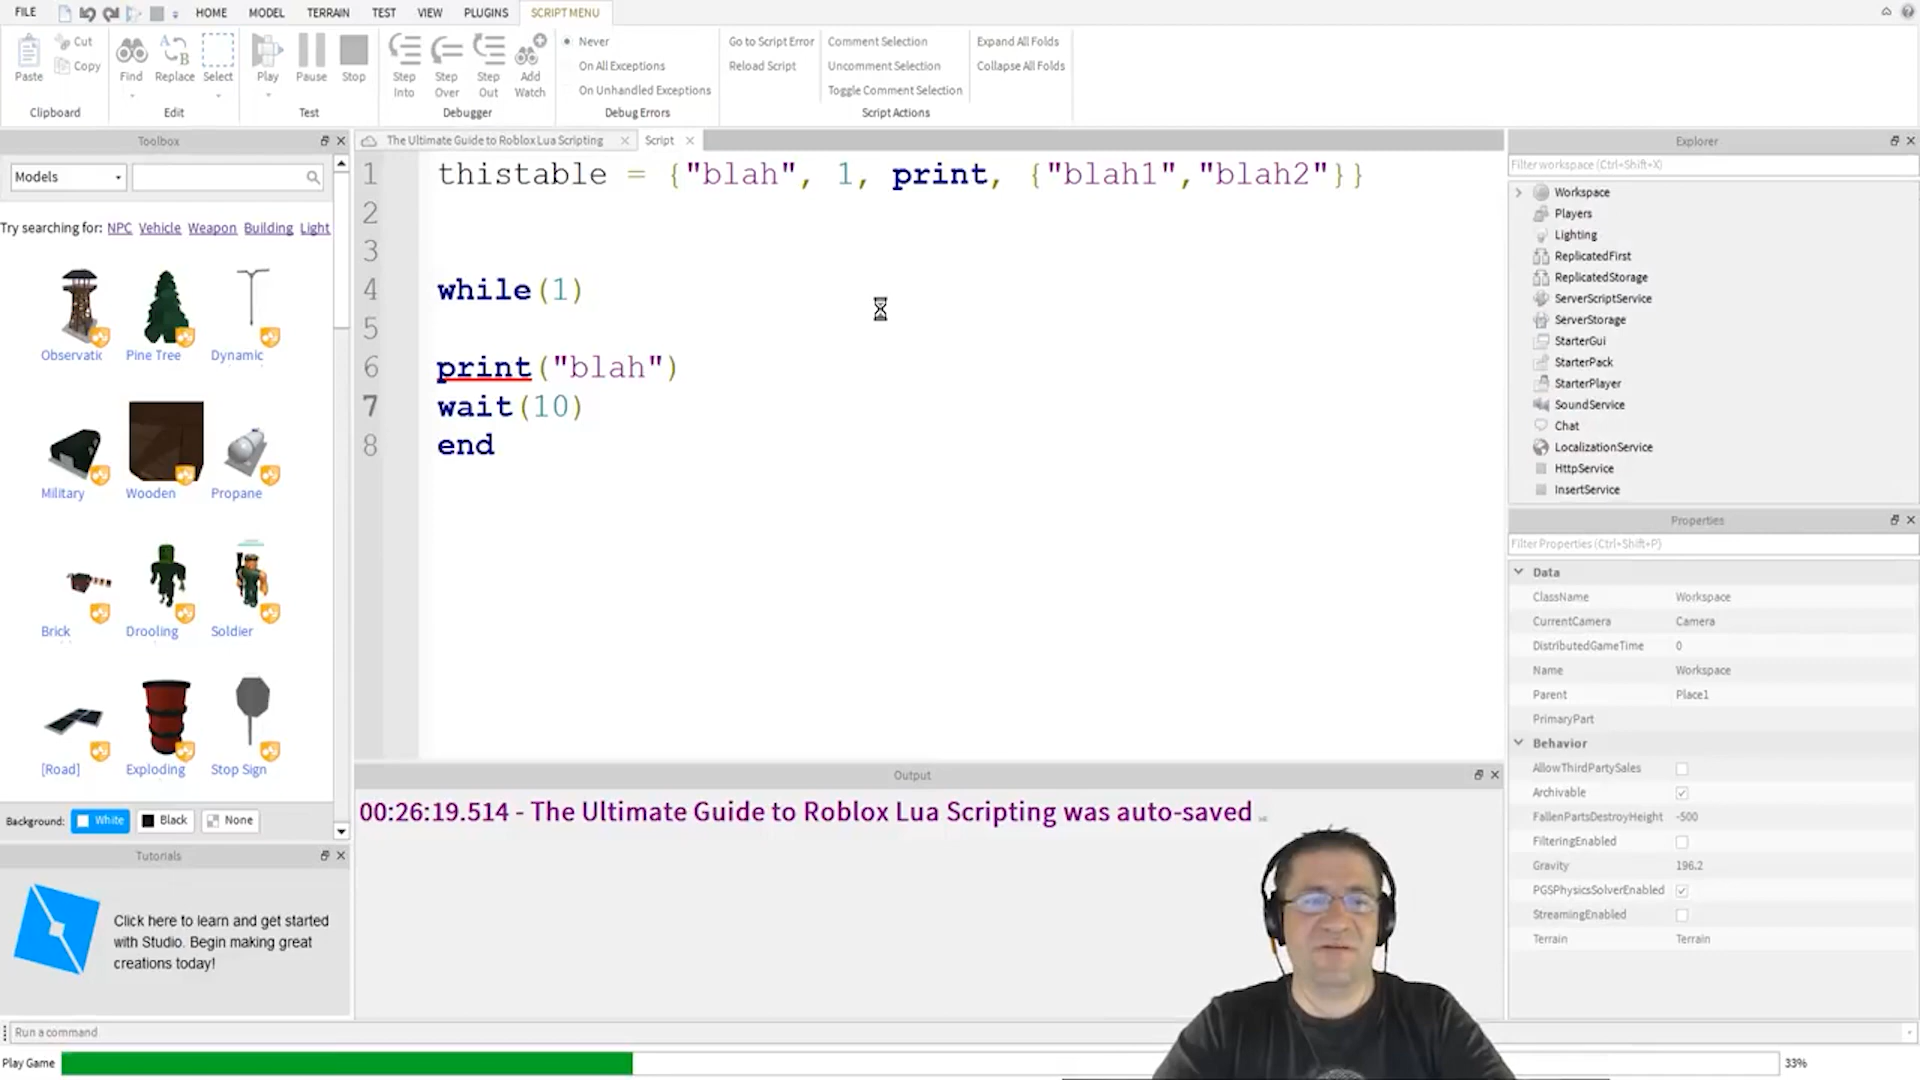 FILE HOME MODEL TERRAIN TEST VIEW PLUGINS SCRIPT MENU
Paste
Cut
Copy
Clipboard
Find
Replace
Select
Edit
Play
Pause
Stop
Test
Step Into
Step Over
Step Out
Add Watch
Debugger
Never
On All Exceptions
On Unhandled Exceptions
Debug Errors
Go to Script Error
Reload Script
Comment Selection
Uncomment Selection
Toggle Comment Selection
Script Actions
Expand All Folds
Collapse All Folds
Toolbox
Models
Try searching for: NPC Vehicle Weapon Building Light
Observatic Pine Tree Dynamic
Military Wooden Propane
Brick Drooling Soldier
[Road] Exploding Stop Sign
Background: White Black None
Tutorials
Click here to learn and get started
with Studio. Begin making great
creations today!
The Ultimate Guide to Roblox Lua Scripting
Script
1 thistable = {"blah", 1, print, {"blah1","blah2"}}
2
3
4 while(1)
5
6 print("blah")
7 wait(10)
8 end
Output
00:26:19.514 - The Ultimate Guide to Roblox Lua Scripting was auto-saved
Explorer
Filter workspace (Ctrl+Shift+X)
Workspace
Players
Lighting
ReplicatedFirst
ReplicatedStorage
ServerScriptService
ServerStorage
StarterGui
StarterPack
StarterPlayer
SoundService
Chat
LocalizationService
HttpService
InsertService
Properties
Filter Properties (Ctrl+Shift+P)
Data
ClassName Workspace
CurrentCamera Camera
DistributedGameTime 0
Name Workspace
Parent Place1
PrimaryPart
Behavior
AllowThirdPartySales
Archivable
FallenPartsDestroyHeight -500
FilteringEnabled
Gravity 196.2
PGSPhysicsSolverEnabled
StreamingEnabled
Terrain Terrain
Run a command
Play Game 33%